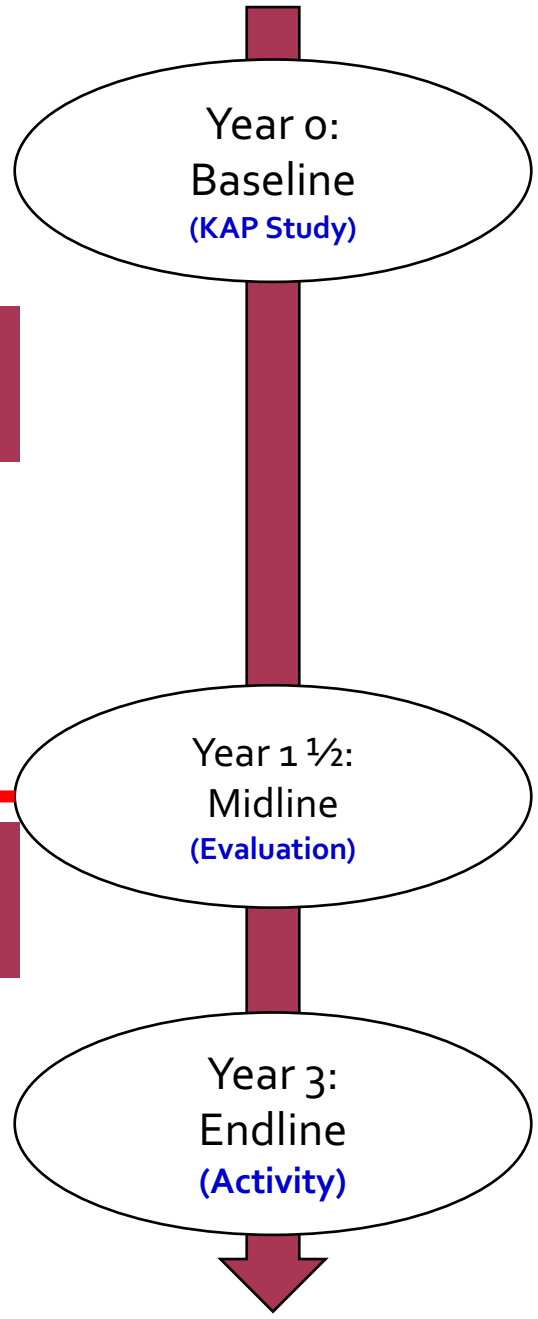 Year 0:
Baseline
(KAP Study)
Year 1 ½:
Midline
(Evaluation)
Year 3:
Endline
(Activity)